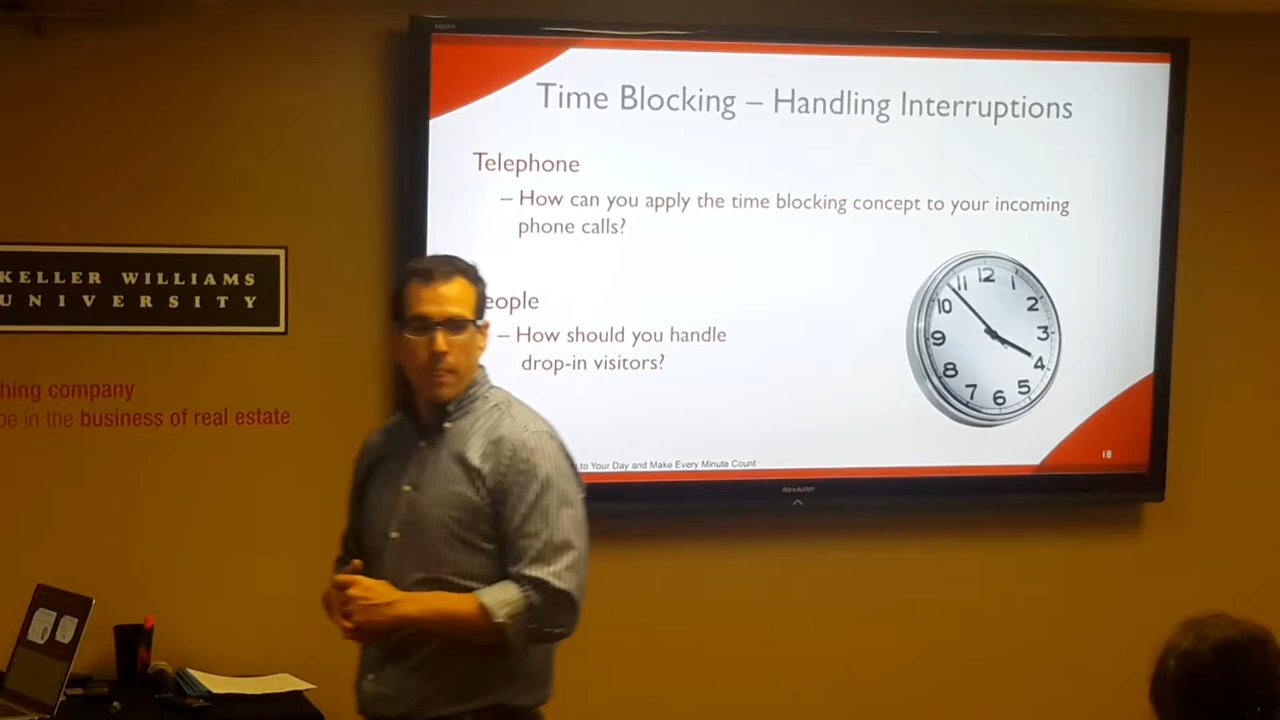 Time Blocking – Handling Interruptions
Telephone
– How can you apply the time blocking concept to your incoming
phone calls?
eople
– How should you handle
drop-in visitors?
12
1
2
3
4
5
6
7
8
9
10
11
to Your Day and Make Every Minute Count
18
SHARP
KELLER WILLIAMS
UNIVERSITY
hing company
be in the business of real estate.